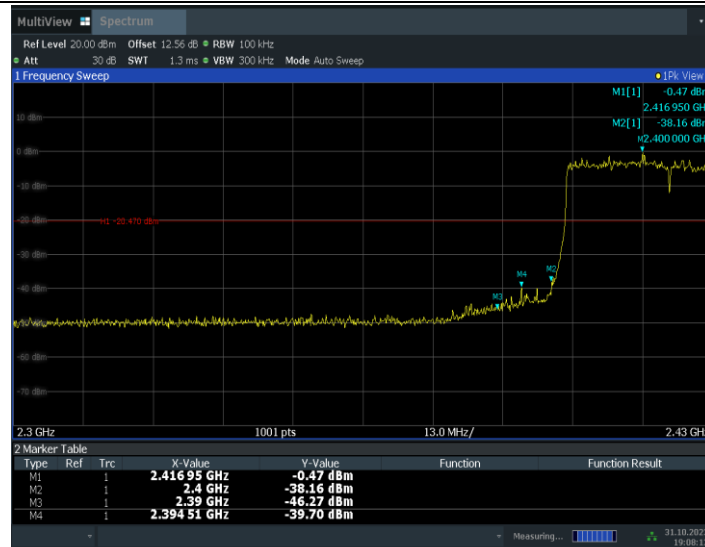 MultiView Spectrum
Ref Level 20.00 dBm Offset 12.56 dB RBW 100 kHz
Att 30 dB SWT 1.3 ms VBW 300 kHz Mode Auto Sweep
1 Frequency Sweep 1Pk View
M1[1] -0.47 dBm
2.416 950 GH
M2[1] -38.16 dBm
2.400 000 GH
10 dBm
0 dBm
-10 dBm
-20 dBm H1 -20.470 dBm
-30 dBm
M4 M2
-40 dBm
M3
-60 dBm
-70 dBm
2.3 GHz 1001 pts 13.0 MHz/ 2.43 GH
2 Marker Table
Type Ref Trc X-Value Y-Value Function Function Result
M1 1 2.416 95 GHz -0.47 dBm
M2 1 2.4 GHz -38.16 dBm
M3 1 2.39 GHz -46.27 dBm
M4 1 2.394 51 GHz -39.70 dBm
Measuring... 31.10.202
19:08:1